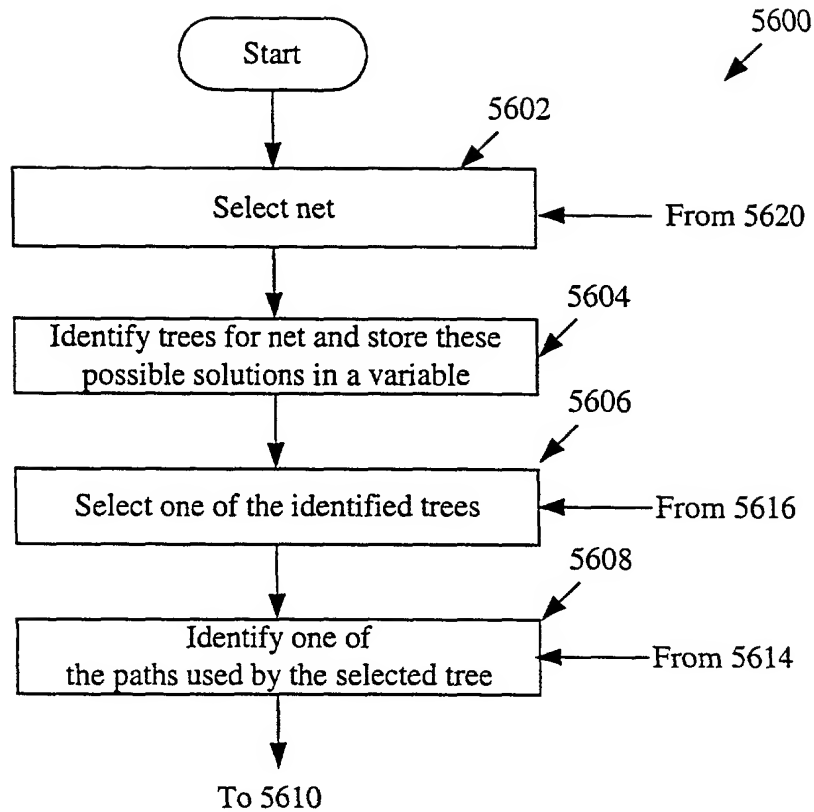 5600
Start
5602
Select net
From 5620
5604
Identify trees for net and store these
possible solutions in a variable
5606
Select one of the identified trees
From 5616
5608
Identify one of
the paths used by the selected tree
From 5614
To 5610